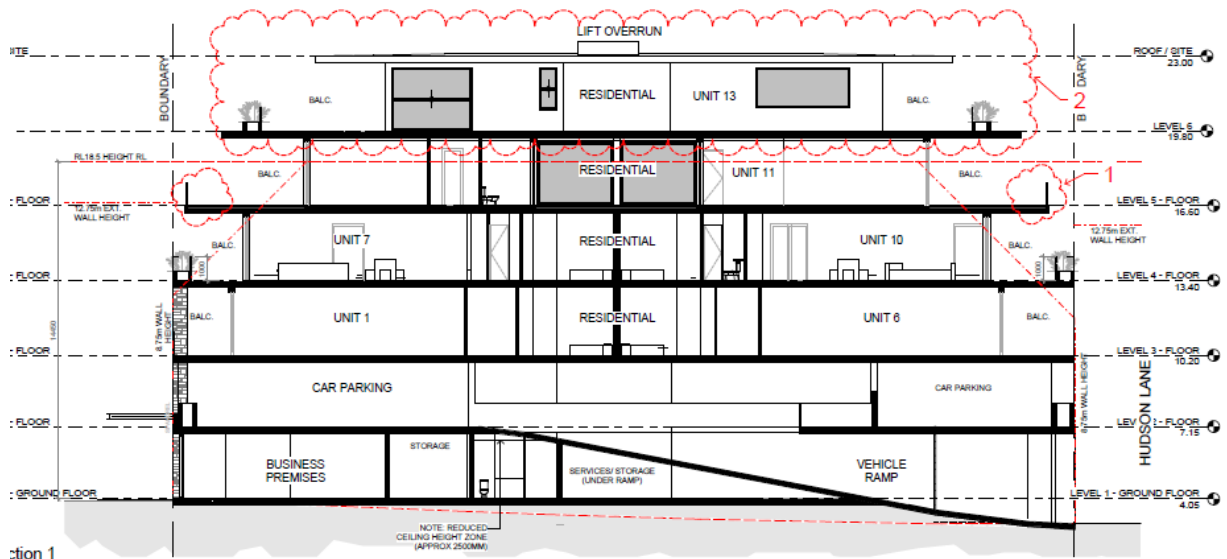 LIFT OVERRUN
SITE
ROOF / SITE
23.00
BOUNDARY
B DARY
2
BALC.
RESIDENTIAL
UNIT 13
BALC.
LEVEL 6
19.80
RL18.5 HEIGHT RL
BALC.
RESIDENTIAL
UNIT 11
BALC.
1
- FLOOR
LEVEL 5 - FLOOR
16.60
12.75m EXT.
WALL HEIGHT
12.75m EXT.
WALL HEIGHT
BALC.
UNIT 7
RESIDENTIAL
UNIT 10
BALC.
1000
1000
- FLOOR
LEVEL 4 - FLOOR
13.40
14450
8.75m WALL
HEIGHT
BALC.
UNIT 1
RESIDENTIAL
UNIT 6
BALC.
- FLOOR
LEVEL 3 - FLOOR
10.20
CAR PARKING
CAR PARKING
8.75m WALL HEIGHT
HUDSON LANE
- FLOOR
- FLOOR
7.15
STORAGE
BUSINESS
PREMISES
SERVICES/ STORAGE
(UNDER RAMP)
VEHICLE
RAMP
- GROUND FLOOR
LEVEL 1 - GROUND FLOOR
4.05
NOTE: REDUCED
CEILING HEIGHT ZONE
(APPROX 2500MM)
ction 1